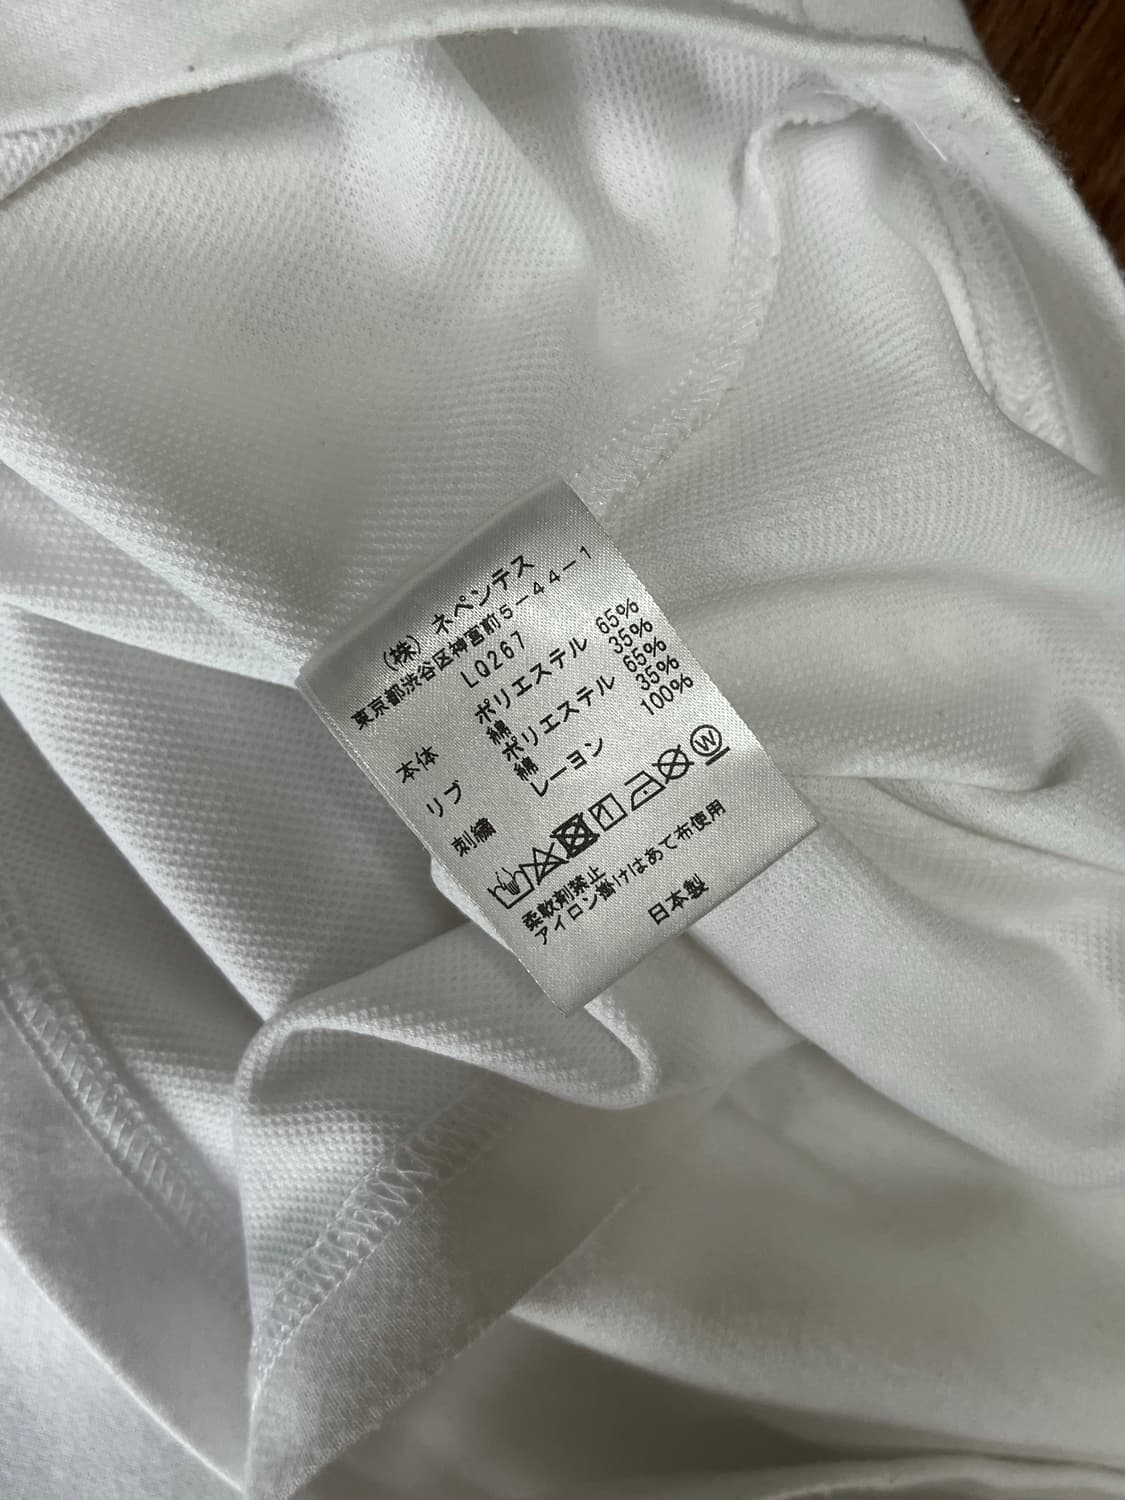 （株）ネペンテス
東京都渋谷区神宮前5－44－1
LQ267
本体 ポリエステル 65%
綿 35%
リブ ポリエステル 65%
綿 35%
刺繍 レーヨン 100%
W
柔軟剤禁止
アイロン掛けはあて布使用
日本製